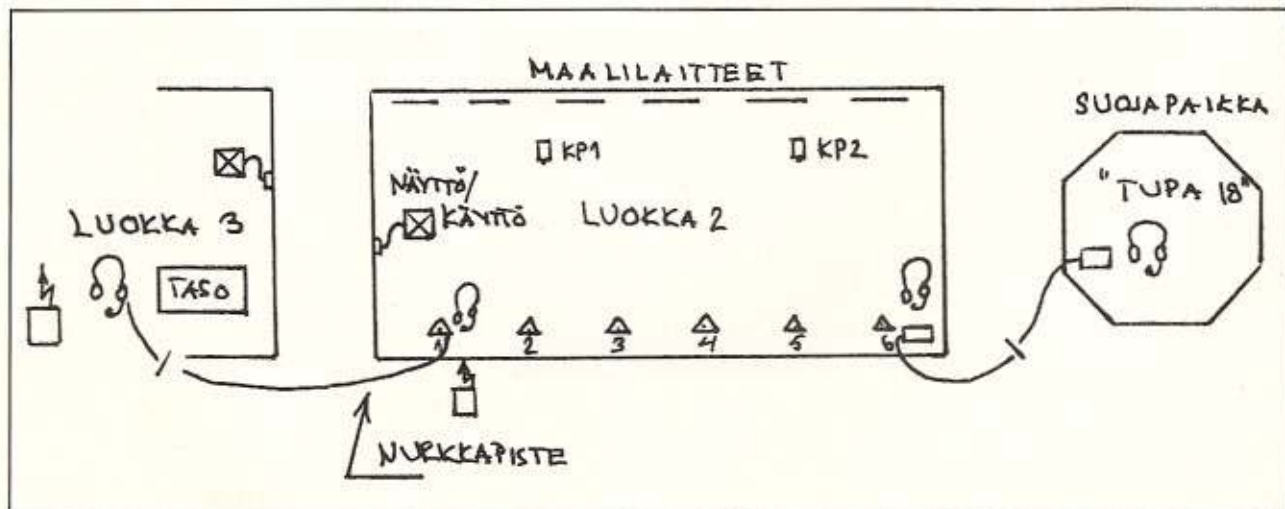 MAALILAITTEET
SUOJAPAIKKA
KP1
KP2
"TUPA 18"
NÄYTTÖ/
KÄYTTÖ
LUOKKA 2
LUOKKA 3
TASO
1 2 3 4 5 6
NURKKAPISTE